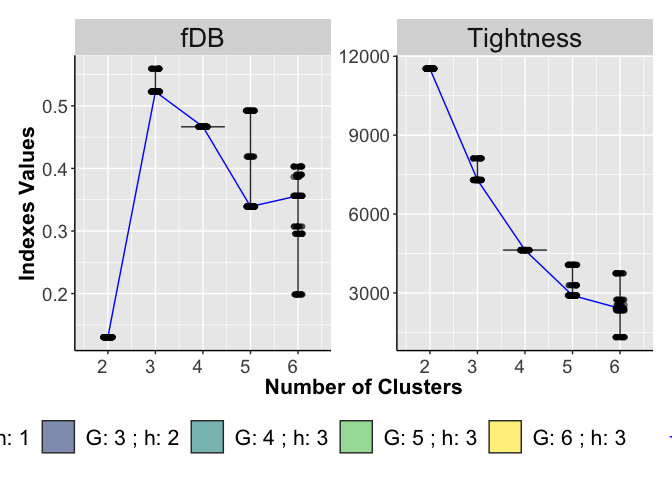 fDB Tightness
Indexes Values
0.5
0.4
0.3
0.2
12000
9000
6000
3000
2 3 4 5 6 2 3 4 5 6
Number of Clusters
h: 1 G: 3 ; h: 2 G: 4 ; h: 3 G: 5 ; h: 3 G: 6 ; h: 3